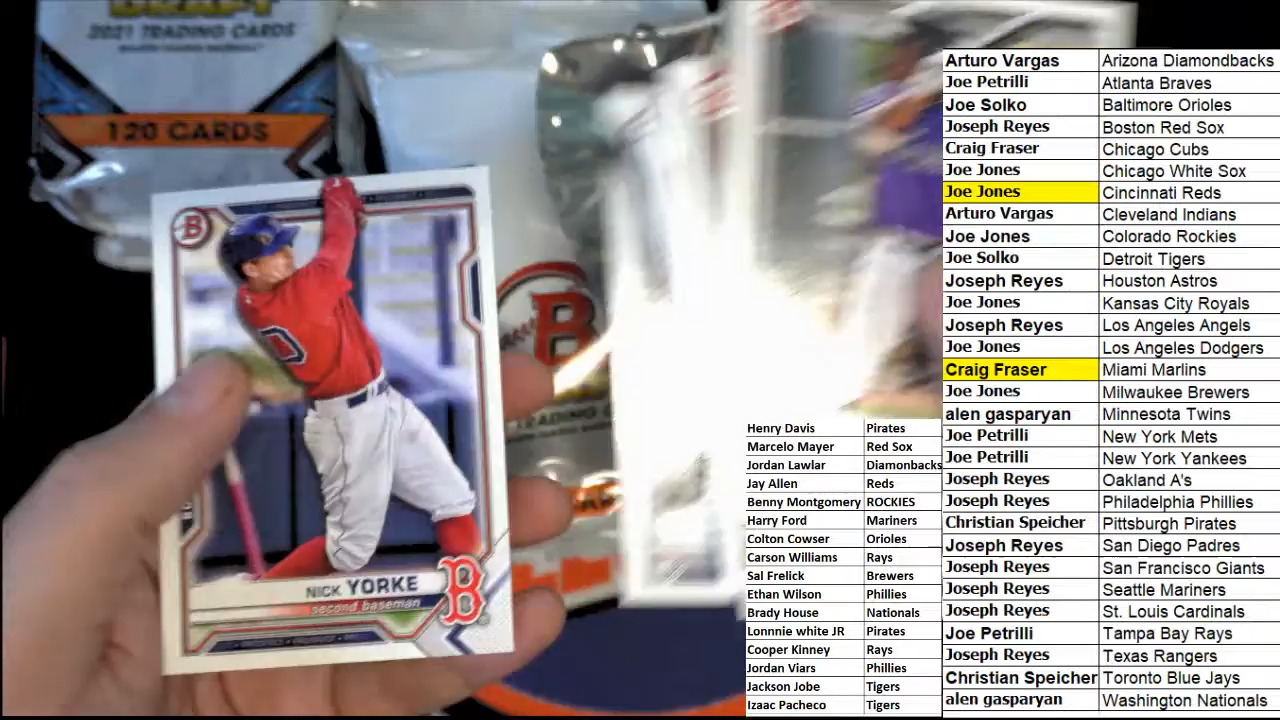 DRAFT
2021 TRADING CARDS
120 CARDS
B
D
NICK YORKE
second baseman
B
B
TRADING CA
Henry Davis Pirates
Marcelo Mayer Red Sox
Jordan Lawlar Diamonbacks
Jay Allen Reds
Benny Montgomery ROCKIES
Harry Ford Mariners
Colton Cowser Orioles
Carson Williams Rays
Sal Frelick Brewers
Ethan Wilson Phillies
Brady House Nationals
Lonnnie white JR Pirates
Cooper Kinney Rays
Jordan Viars Phillies
Jackson Jobe Tigers
Izaac Pacheco Tigers
Arturo Vargas Arizona Diamondbacks
Joe Petrilli Atlanta Braves
Joe Solko Baltimore Orioles
Joseph Reyes Boston Red Sox
Craig Fraser Chicago Cubs
Joe Jones Chicago White Sox
Joe Jones Cincinnati Reds
Arturo Vargas Cleveland Indians
Joe Jones Colorado Rockies
Joe Solko Detroit Tigers
Joseph Reyes Houston Astros
Joe Jones Kansas City Royals
Joseph Reyes Los Angeles Angels
Joe Jones Los Angeles Dodgers
Craig Fraser Miami Marlins
Joe Jones Milwaukee Brewers
alen gasparyan Minnesota Twins
Joe Petrilli New York Mets
Joe Petrilli New York Yankees
Joseph Reyes Oakland A's
Joseph Reyes Philadelphia Phillies
Christian Speicher Pittsburgh Pirates
Joseph Reyes San Diego Padres
Joseph Reyes San Francisco Giants
Joseph Reyes Seattle Mariners
Joseph Reyes St. Louis Cardinals
Joe Petrilli Tampa Bay Rays
Joseph Reyes Texas Rangers
Christian Speicher Toronto Blue Jays
alen gasparyan Washington Nationals